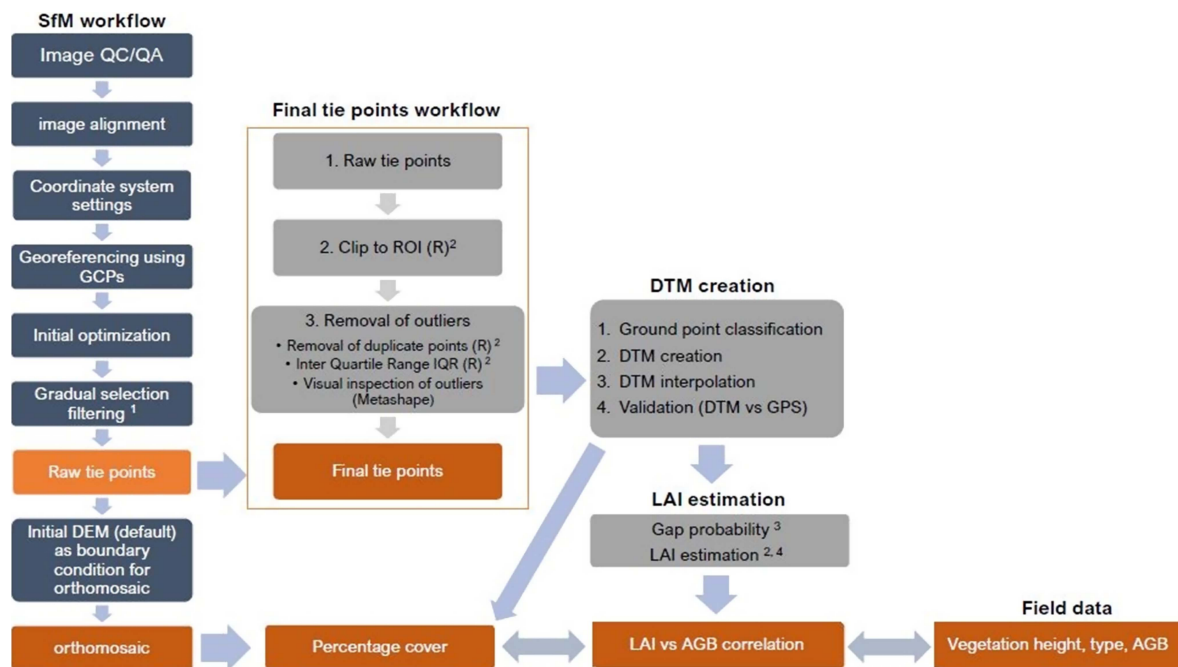 SfM workflow
Image QC/QA
image alignment
Coordinate system
settings
Georeferencing using
GCPs
Initial optimization
Gradual selection
filtering ¹
Raw tie points
Initial DEM (default)
as boundary
condition for
orthomosaic
orthomosaic
Final tie points workflow
1. Raw tie points
2. Clip to ROI (R)²
3. Removal of outliers
• Removal of duplicate points (R) ²
• Inter Quartile Range IQR (R) ²
• Visual inspection of outliers
(Metashape)
Final tie points
Percentage cover
DTM creation
1. Ground point classification
2. DTM creation
3. DTM interpolation
4. Validation (DTM vs GPS)
LAI estimation
Gap probability ³
LAI estimation ²˒ ⁴
LAI vs AGB correlation
Field data
Vegetation height, type, AGB